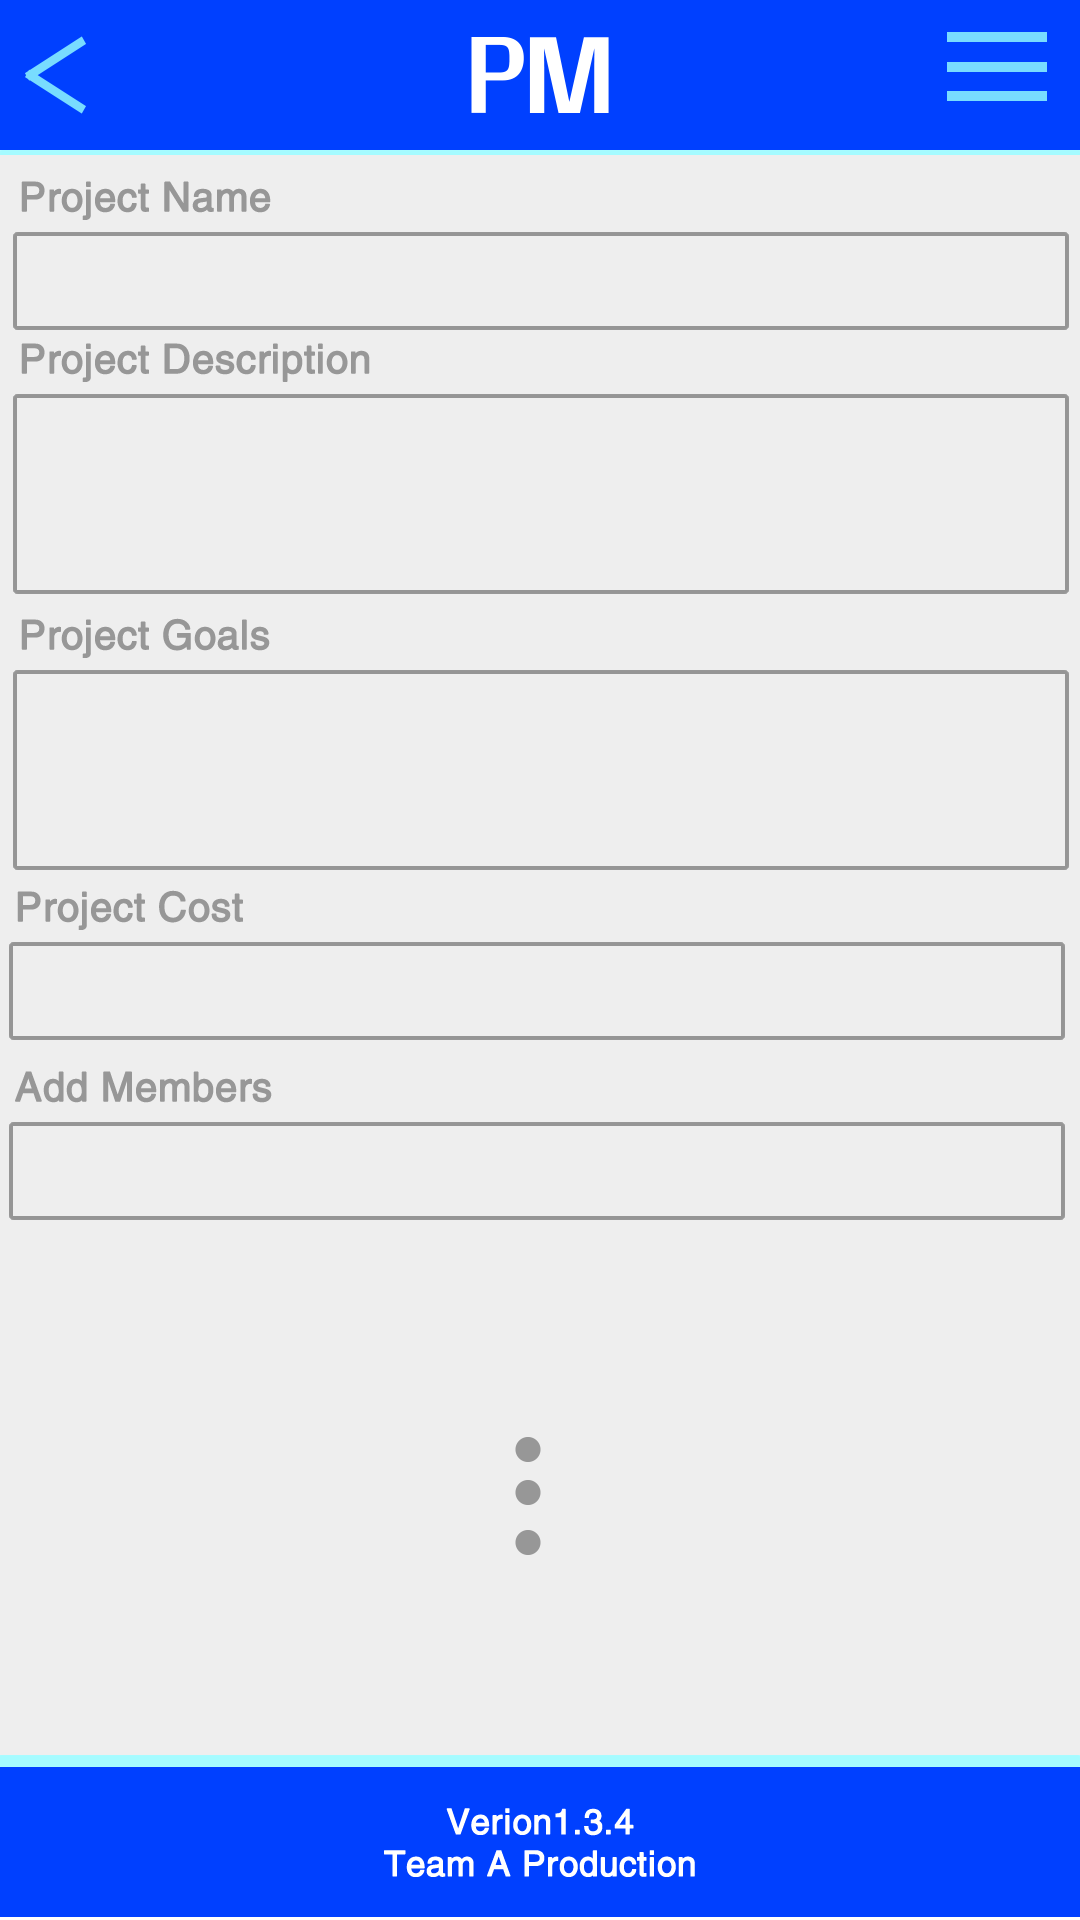 PM
Project Name
Project Description
Project Goals
Project Cost
Add Members
Verion1.3.4
Team A Production